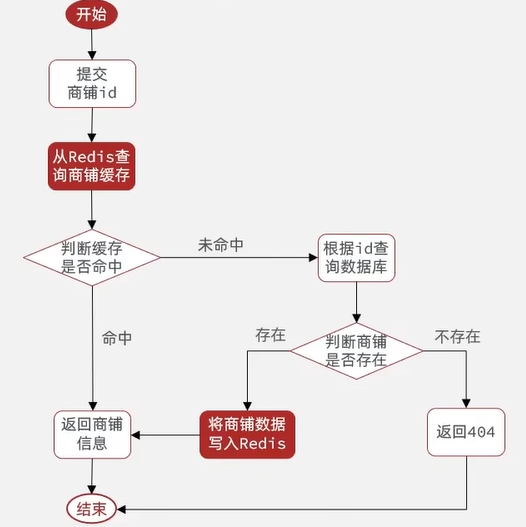 开始
提交
商铺id
从Redis查
询商铺缓存
判断缓存
是否命中
未命中
根据id查
询数据库
命中
存在
判断商铺
是否存在
不存在
返回商铺
信息
将商铺数据
写入Redis
返回404
结束